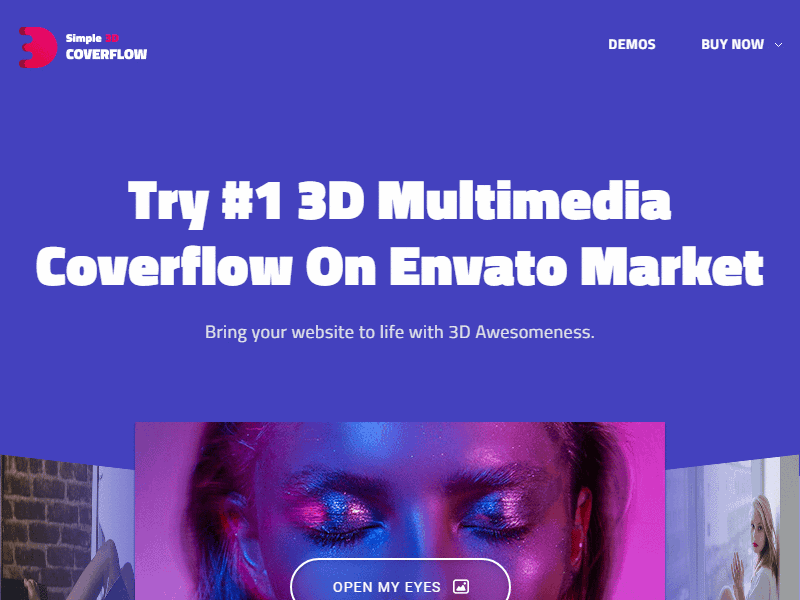 Simple 3D
COVERFLOW
DEMOS
BUY NOW
Try #1 3D Multimedia
Coverflow On Envato Market
Bring your website to life with 3D Awesomeness.
OPEN MY EYES